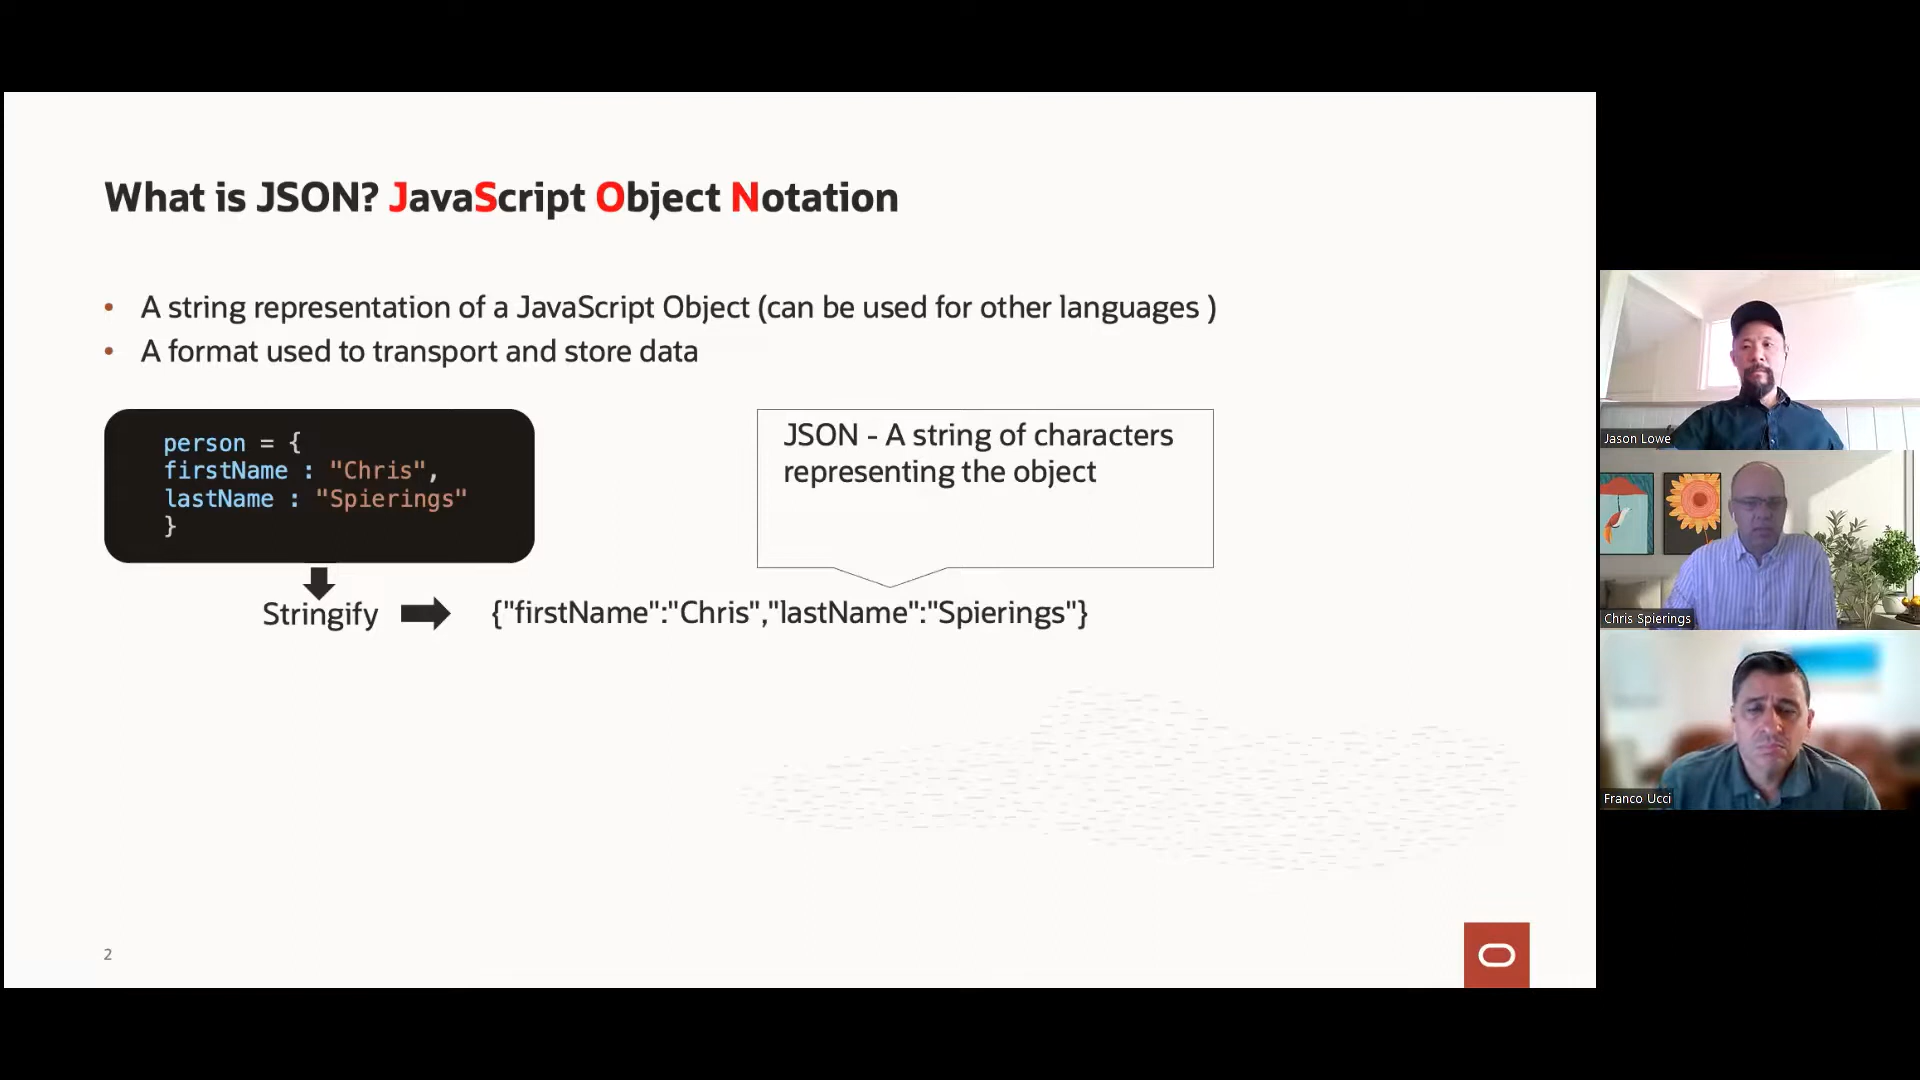 What is JSON? JavaScript Object Notation
• A string representation of a JavaScript Object (can be used for other languages )
• A format used to transport and store data
person = {
firstName : "Chris",
lastName : "Spierings"
}
JSON - A string of characters
representing the object
Stringify
{"firstName":"Chris","lastName":"Spierings"}
2
Jason Lowe
Chris Spierings
Franco Ucci